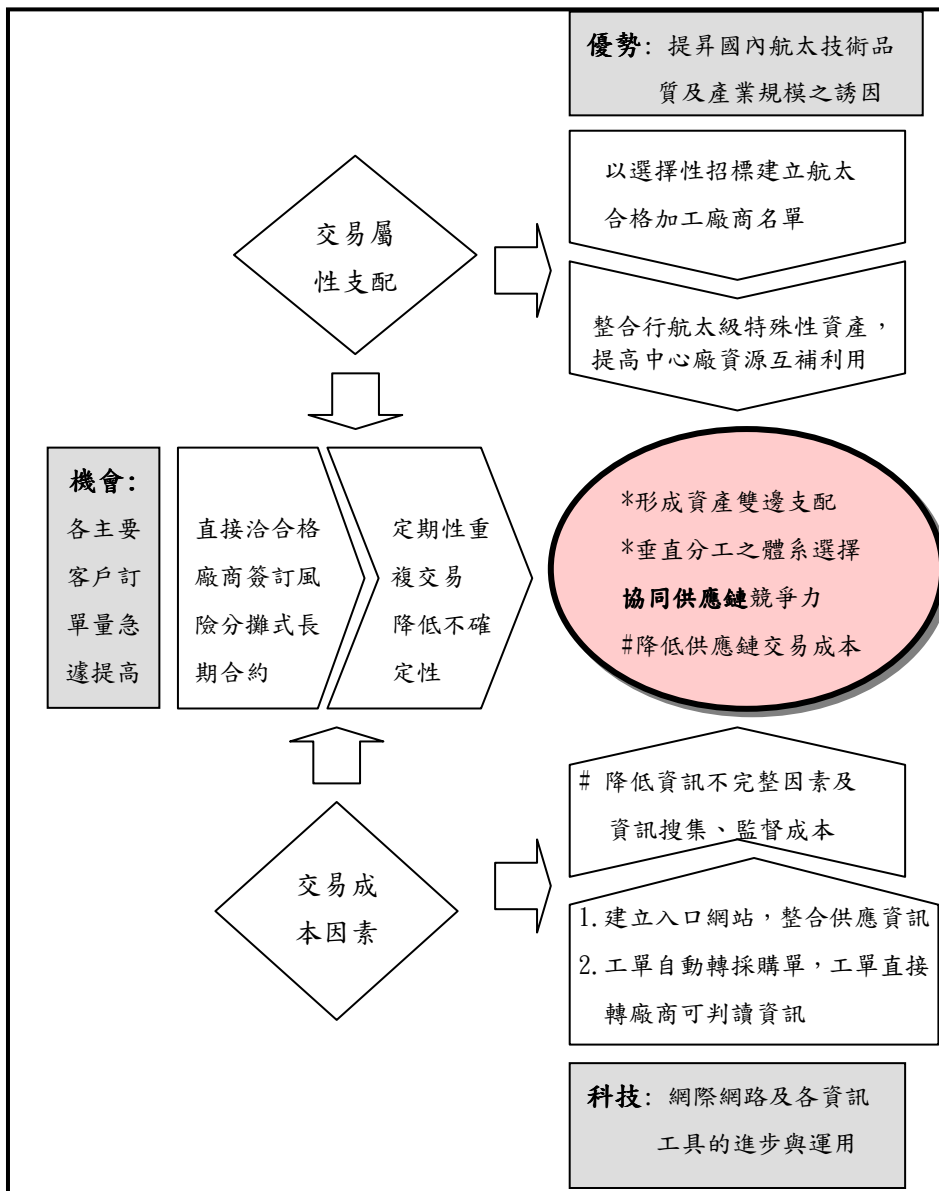 優勢：提昇國內航太技術品
質及產業規模之誘因
以選擇性招標建立航太
合格加工廠商名單
交易屬
性支配
整合行航太級特殊性資產，
提高中心廠資源互補利用
機會：
各主要
客戶訂
單量急
遽提高
直接洽合格
廠商簽訂風
險分攤式長
期合約
定期性重
複交易
降低不確
定性
*形成資產雙邊支配
*垂直分工之體系選擇
協同供應鏈競爭力
#降低供應鏈交易成本
# 降低資訊不完整因素及
資訊搜集、監督成本
交易成
本因素
1.建立入口網站，整合供應資訊
2.工單自動轉採購單，工單直接
轉廠商可判讀資訊
科技：網際網路及各資訊
工具的進步與運用